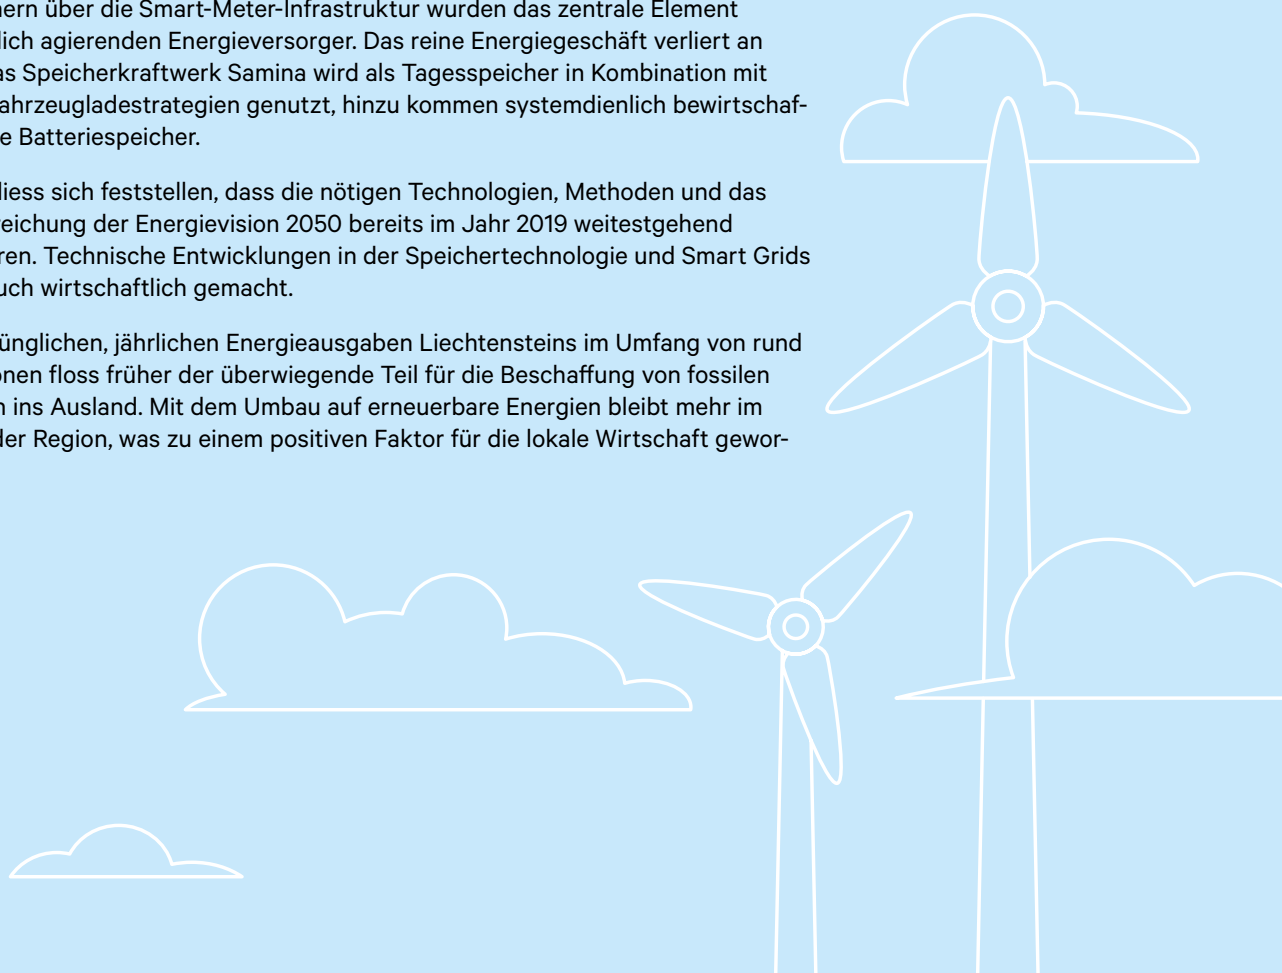 nern über die Smart-Meter-Infrastruktur wurden das zentrale Element
lich agierenden Energieversorger. Das reine Energiegeschäft verliert an
as Speicherkraftwerk Samina wird als Tagesspeicher in Kombination mit
ahrzeugladestrategien genutzt, hinzu kommen systemdienlich bewirtschaf-
e Batteriespeicher.
liess sich feststellen, dass die nötigen Technologien, Methoden und das
reichung der Energievision 2050 bereits im Jahr 2019 weitestgehend
ren. Technische Entwicklungen in der Speichertechnologie und Smart Grids
uch wirtschaftlich gemacht.
ünglichen, jährlichen Energieausgaben Liechtensteins im Umfang von rund
onen floss früher der überwiegende Teil für die Beschaffung von fossilen
n ins Ausland. Mit dem Umbau auf erneuerbare Energien bleibt mehr im
der Region, was zu einem positiven Faktor für die lokale Wirtschaft gewor-